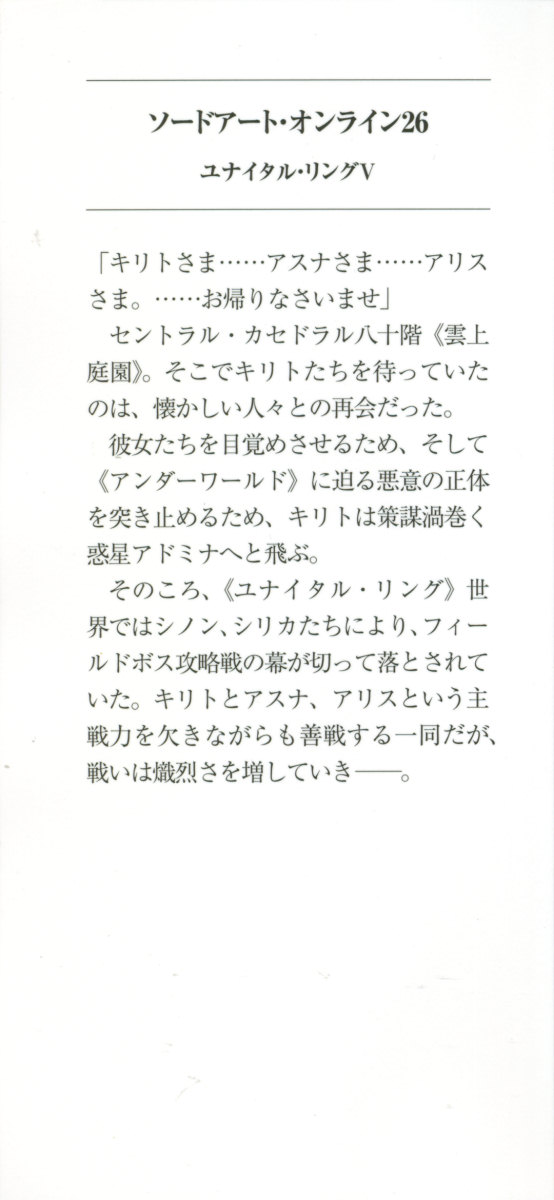 ソードアート・オンライン26
ユナイタル・リングV
「キリトさま……アスナさま……アリス
さま。……お帰りなさいませ」
　セントラル・カセドラル八十階《雲上
庭園》。そこでキリトたちを待っていた
のは、懐かしい人々との再会だった。
　彼女たちを目覚めさせるため、そして
《アンダーワールド》に迫る悪意の正体
を突き止めるため、キリトは策謀渦巻く
惑星アドミナへと飛ぶ。
　そのころ、《ユナイタル・リング》世
界ではシノン、シリカたちにより、フィー
ルドボス攻略戦の幕が切って落とされて
いた。キリトとアスナ、アリスという主
戦力を欠きながらも善戦する一同だが、
戦いは熾烈さを増していき――。